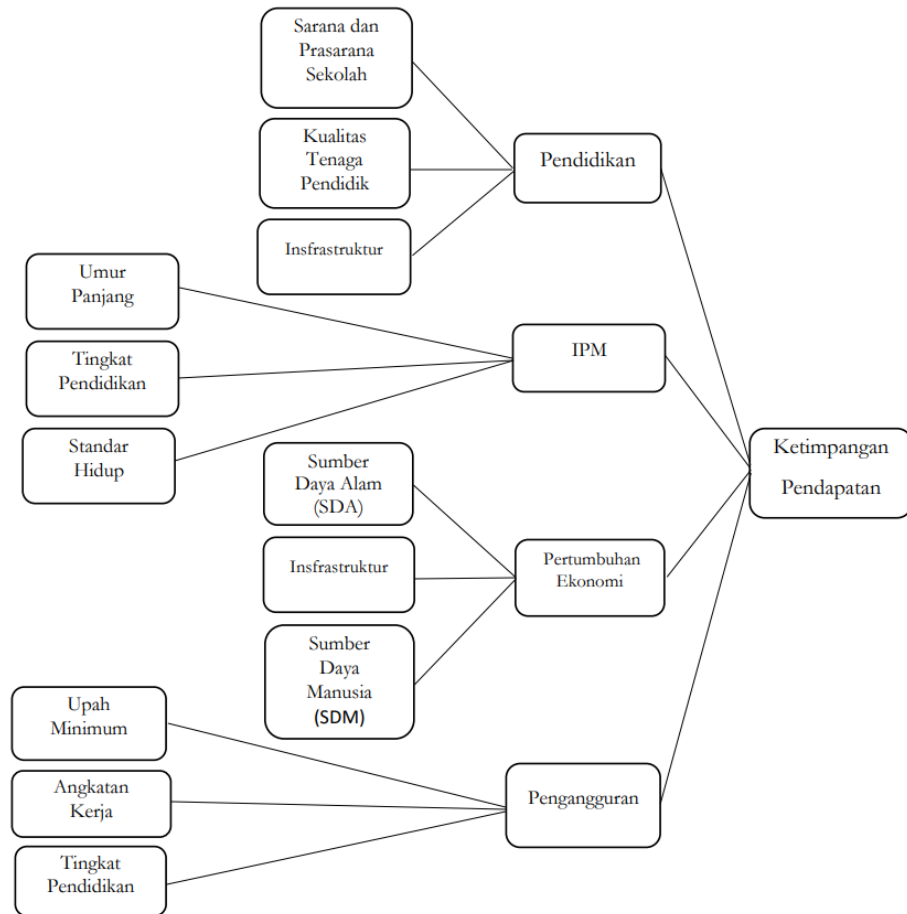 Sarana dan
Prasarana
Sekolah
Kualitas
Tenaga
Pendidik
Insfrastruktur
Pendidikan
Umur
Panjang
Tingkat
Pendidikan
Standar
Hidup
IPM
Sumber
Daya Alam
(SDA)
Insfrastruktur
Sumber
Daya
Manusia
(SDM)
Pertumbuhan
Ekonomi
Upah
Minimum
Angkatan
Kerja
Tingkat
Pendidikan
Pengangguran
Ketimpangan
Pendapatan